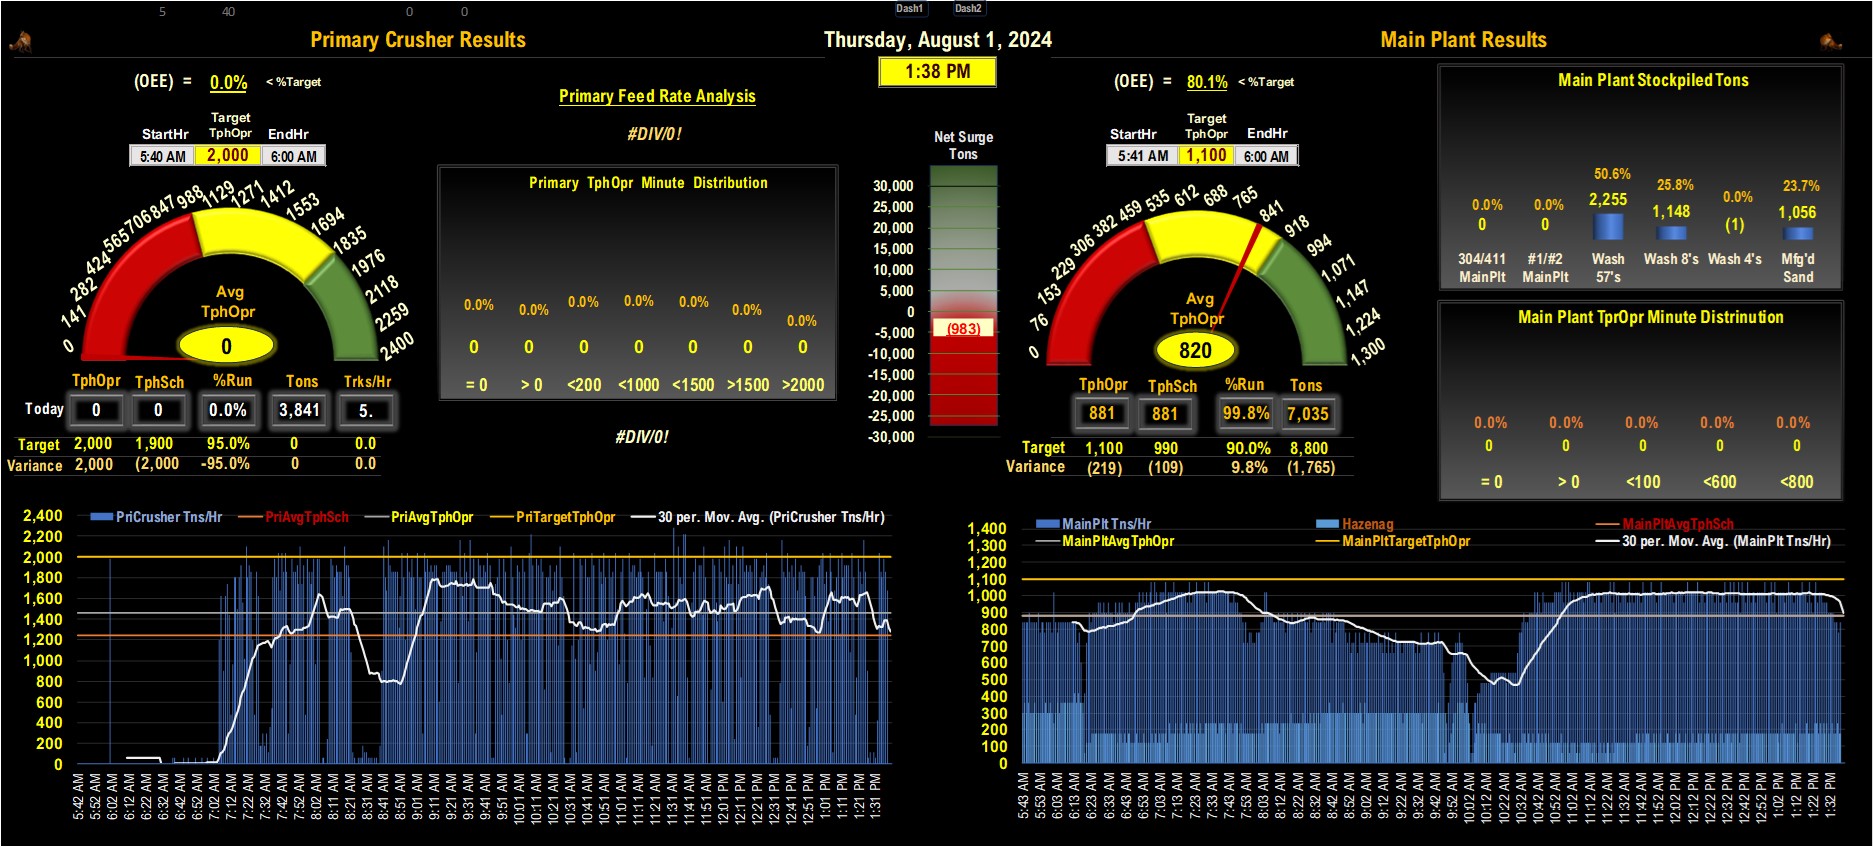 5 40 0 0 Dash1 Dash2
Primary Crusher Results
Thursday, August 1, 2024
Main Plant Results
1:38 PM
(OEE) = 0.0% < %Target
Target
StartHr TphOpr EndHr
5:40 AM 2,000 6:00 AM
0 141 282 424 565 706 847 988 1129 1271 1412 1553 1694 1835 1976 2118 2259 2400
Avg
TphOpr
0
TphOpr TphSch %Run Tons Trks/Hr
Today 0 0 0.0% 3,841 5.
Target 2,000 1,900 95.0% 0 0.0
Variance 2,000 (2,000 -95.0% 0 0.0
Primary Feed Rate Analysis
#DIV/0!
Primary TphOpr Minute Distribution
0.0% 0.0% 0.0% 0.0% 0.0% 0.0% 0.0%
0 0 0 0 0 0 0
= 0 > 0 <200 <1000 <1500 >1500 >2000
#DIV/0!
Net Surge
Tons
30,000
25,000
20,000
15,000
10,000
5,000
0
-5,000
-10,000
-15,000
-20,000
-25,000
-30,000
(983)
(OEE) = 80.1% < %Target
Target
StartHr TphOpr EndHr
5:41 AM 1,100 6:00 AM
0 76 153 229 306 382 459 535 612 688 765 841 918 994 1,071 1,147 1,224 1,300
Avg
TphOpr
820
TphOpr TphSch %Run Tons
881 881 99.8% 7,035
Target 1,100 990 90.0% 8,800
Variance (219) (109) 9.8% (1,765)
Main Plant Stockpiled Tons
0.0% 0.0% 50.6% 25.8% 0.0% 23.7%
0 0 2,255 1,148 (1) 1,056
304/411 #1/#2 Wash Wash 8's Wash 4's Mfg'd
MainPlt MainPlt 57's Sand
Main Plant TprOpr Minute Distrinution
0.0% 0.0% 0.0% 0.0% 0.0%
0 0 0 0 0
= 0 > 0 <100 <600 <800
PriCrusher Tns/Hr PriAvgTphSch PriAvgTphOpr PriTargetTphOpr 30 per. Mov. Avg. (PriCrusher Tns/Hr)
2,400
2,200
2,000
1,800
1,600
1,400
1,200
1,000
800
600
400
200
0
5:42 AM 5:52 AM 6:02 AM 6:12 AM 6:22 AM 6:32 AM 6:42 AM 6:52 AM 7:02 AM 7:12 AM 7:22 AM 7:32 AM 7:42 AM 7:52 AM 8:02 AM 8:11 AM 8:21 AM 8:31 AM 8:41 AM 8:51 AM 9:01 AM 9:11 AM 9:21 AM 9:31 AM 9:41 AM 9:51 AM 10:01 AM 10:11 AM 10:21 AM 10:31 AM 10:41 AM 10:51 AM 11:01 AM 11:11 AM 11:21 AM 11:31 AM 11:41 AM 11:51 AM 12:01 PM 12:11 PM 12:21 PM 12:31 PM 12:41 PM 12:51 PM 1:01 PM 1:11 PM 1:21 PM 1:31 PM
MainPlt Tns/Hr Hazenag MainPltAvgTphSch
MainPltAvgTphOpr MainPltTargetTphOpr 30 per. Mov. Avg. (MainPlt Tns/Hr)
1,400
1,300
1,200
1,100
1,000
900
800
700
600
500
400
300
200
100
0
5:43 AM 5:53 AM 6:03 AM 6:13 AM 6:23 AM 6:33 AM 6:43 AM 6:53 AM 7:03 AM 7:13 AM 7:23 AM 7:33 AM 7:43 AM 7:53 AM 8:03 AM 8:12 AM 8:22 AM 8:32 AM 8:42 AM 8:52 AM 9:02 AM 9:12 AM 9:22 AM 9:32 AM 9:42 AM 9:52 AM 10:02 AM 10:12 AM 10:22 AM 10:32 AM 10:42 AM 10:52 AM 11:02 AM 11:12 AM 11:22 AM 11:32 AM 11:42 AM 11:52 AM 12:02 PM 12:12 PM 12:22 PM 12:32 PM 12:42 PM 12:52 PM 1:02 PM 1:12 PM 1:22 PM 1:32 PM